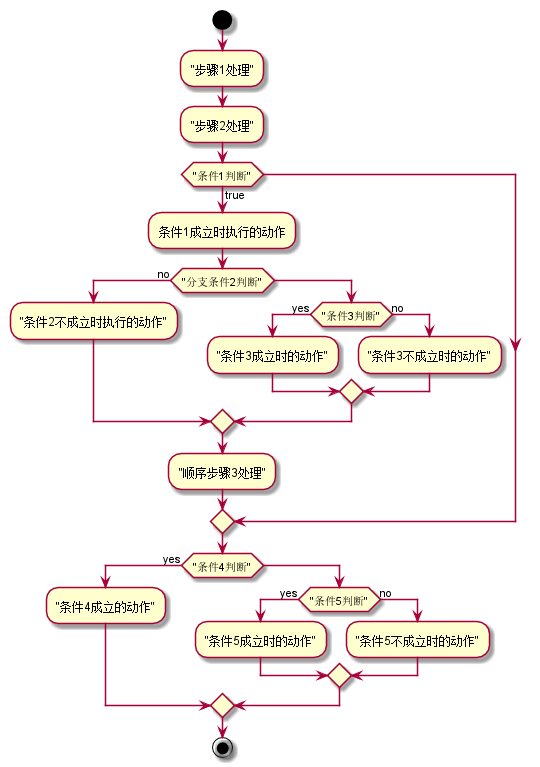 "步骤1处理"
"步骤2处理"
"条件1判断"
true
条件1成立时执行的动作
no
"分支条件2判断"
"条件2不成立时执行的动作"
yes
"条件3判断"
no
"条件3成立时的动作"
"条件3不成立时的动作"
"顺序步骤3处理"
yes
"条件4判断"
"条件4成立的动作"
yes
"条件5判断"
no
"条件5成立时的动作"
"条件5不成立时的动作"